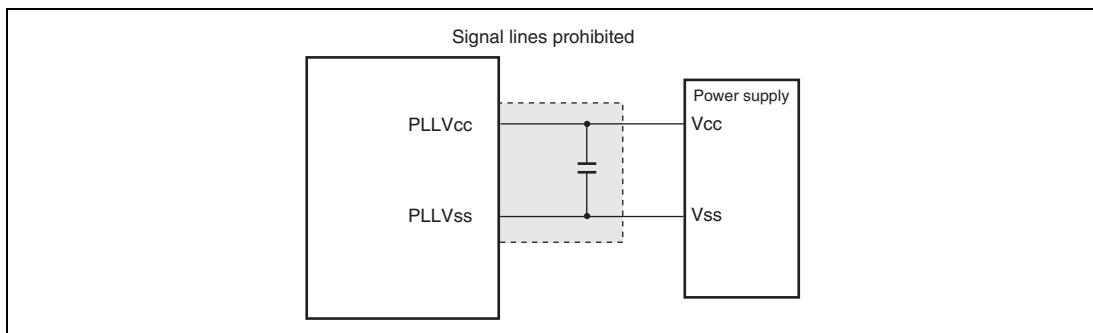 Signal lines prohibited
Power supply
PLLVcc
Vcc
PLLVss
Vss